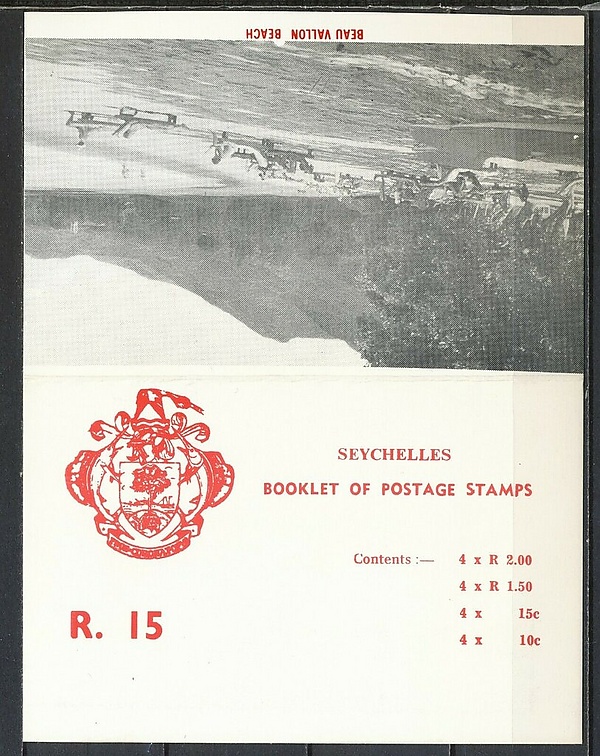 BEAU VALLON BEACH
SEYCHELLES
BOOKLET OF POSTAGE STAMPS
Contents :— 4 x R 2.00
4 x R 1.50
4 x 15c
4 x 10c
R. 15